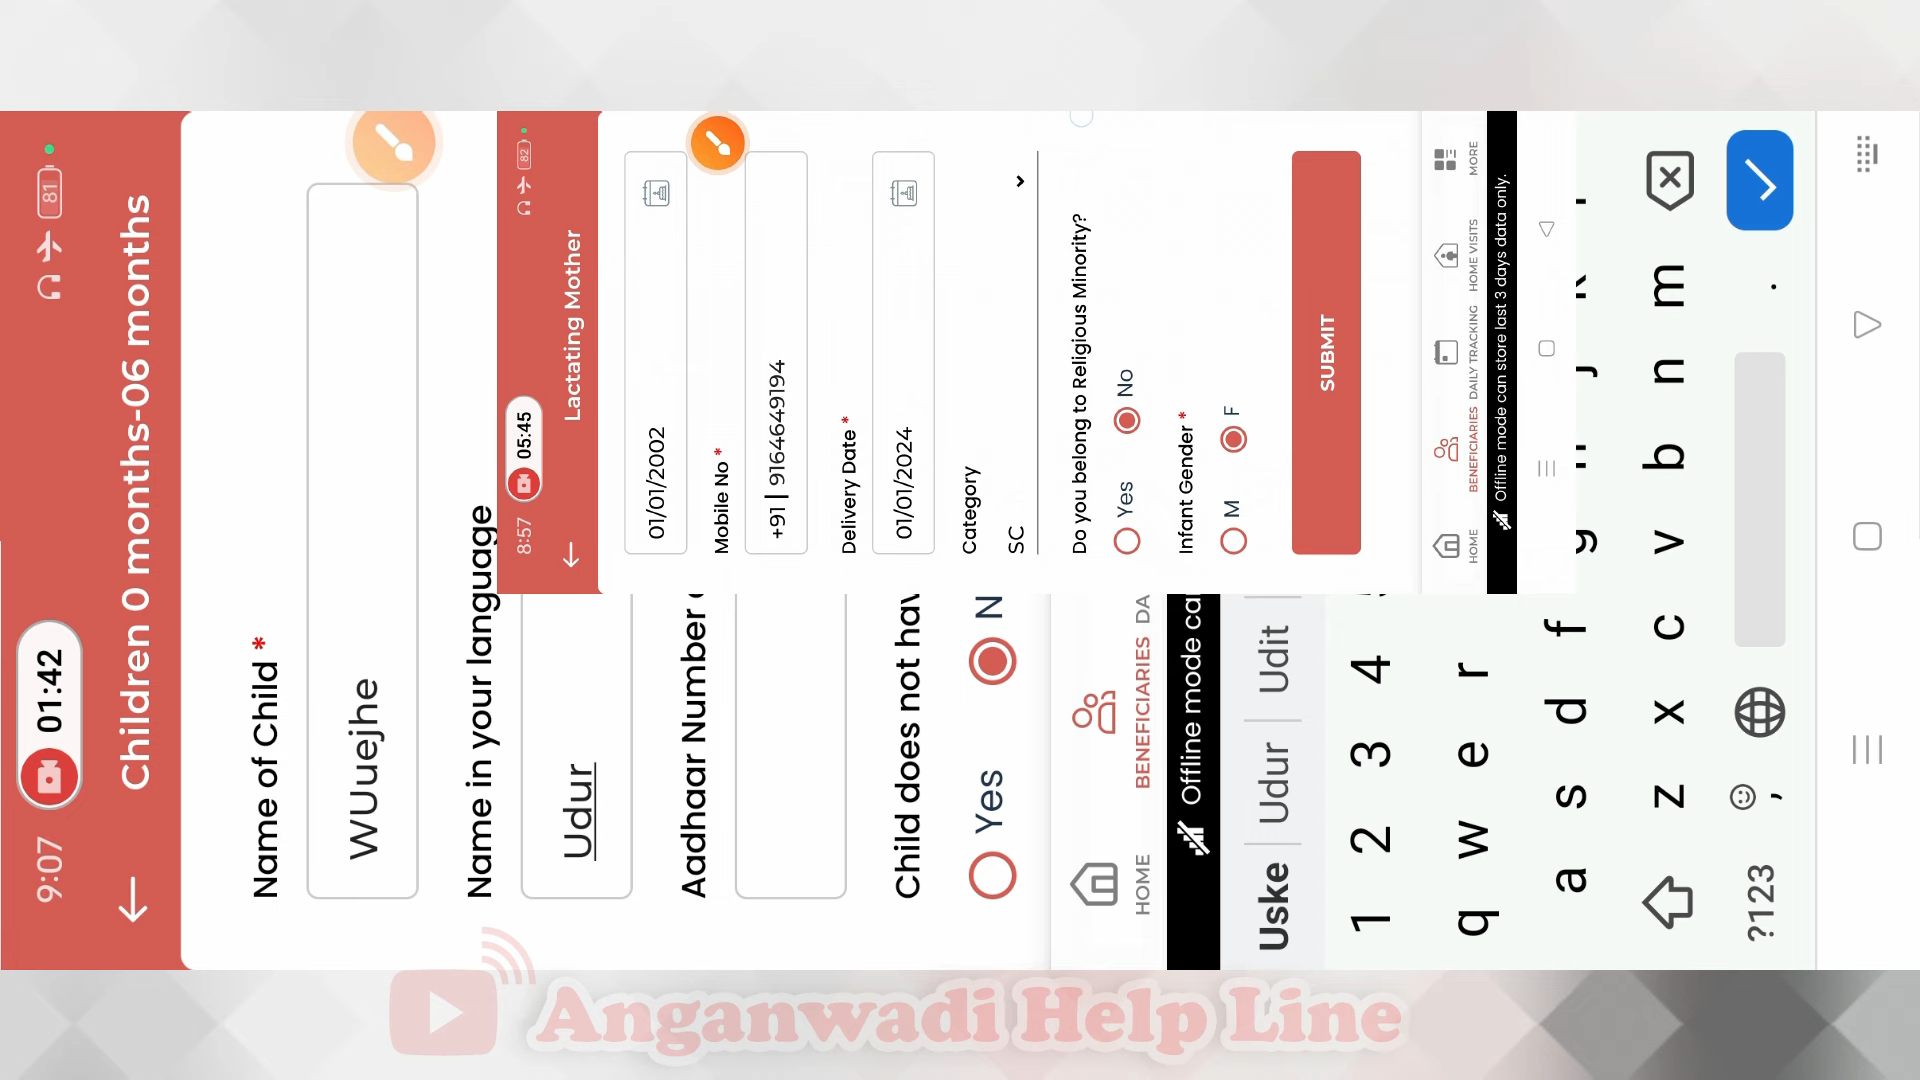 9:07
01:42
81
Children 0 months-06 months
Name of Child *
WUuejhe
Name in your language
Udur
Aadhaar Number
Child does not hav
Yes
N
HOME
BENEFICIARIES
DA
Offline mode ca
Uske
Udur
Udit
1 2 3 4
q w e r
a s d f g
z x c v b n m
?123
,
.
8:57
05:45
82
Lactating Mother
01/01/2002
Mobile No *
+91 | 9164649194
Delivery Date *
01/01/2024
Category
SC
Do you belong to Religious Minority?
Yes
No
Infant Gender *
M
F
SUBMIT
HOME
BENEFICIARIES
DAILY TRACKING
HOME VISITS
MORE
Offline mode can store last 3 days data only.
Anganwadi Help Line